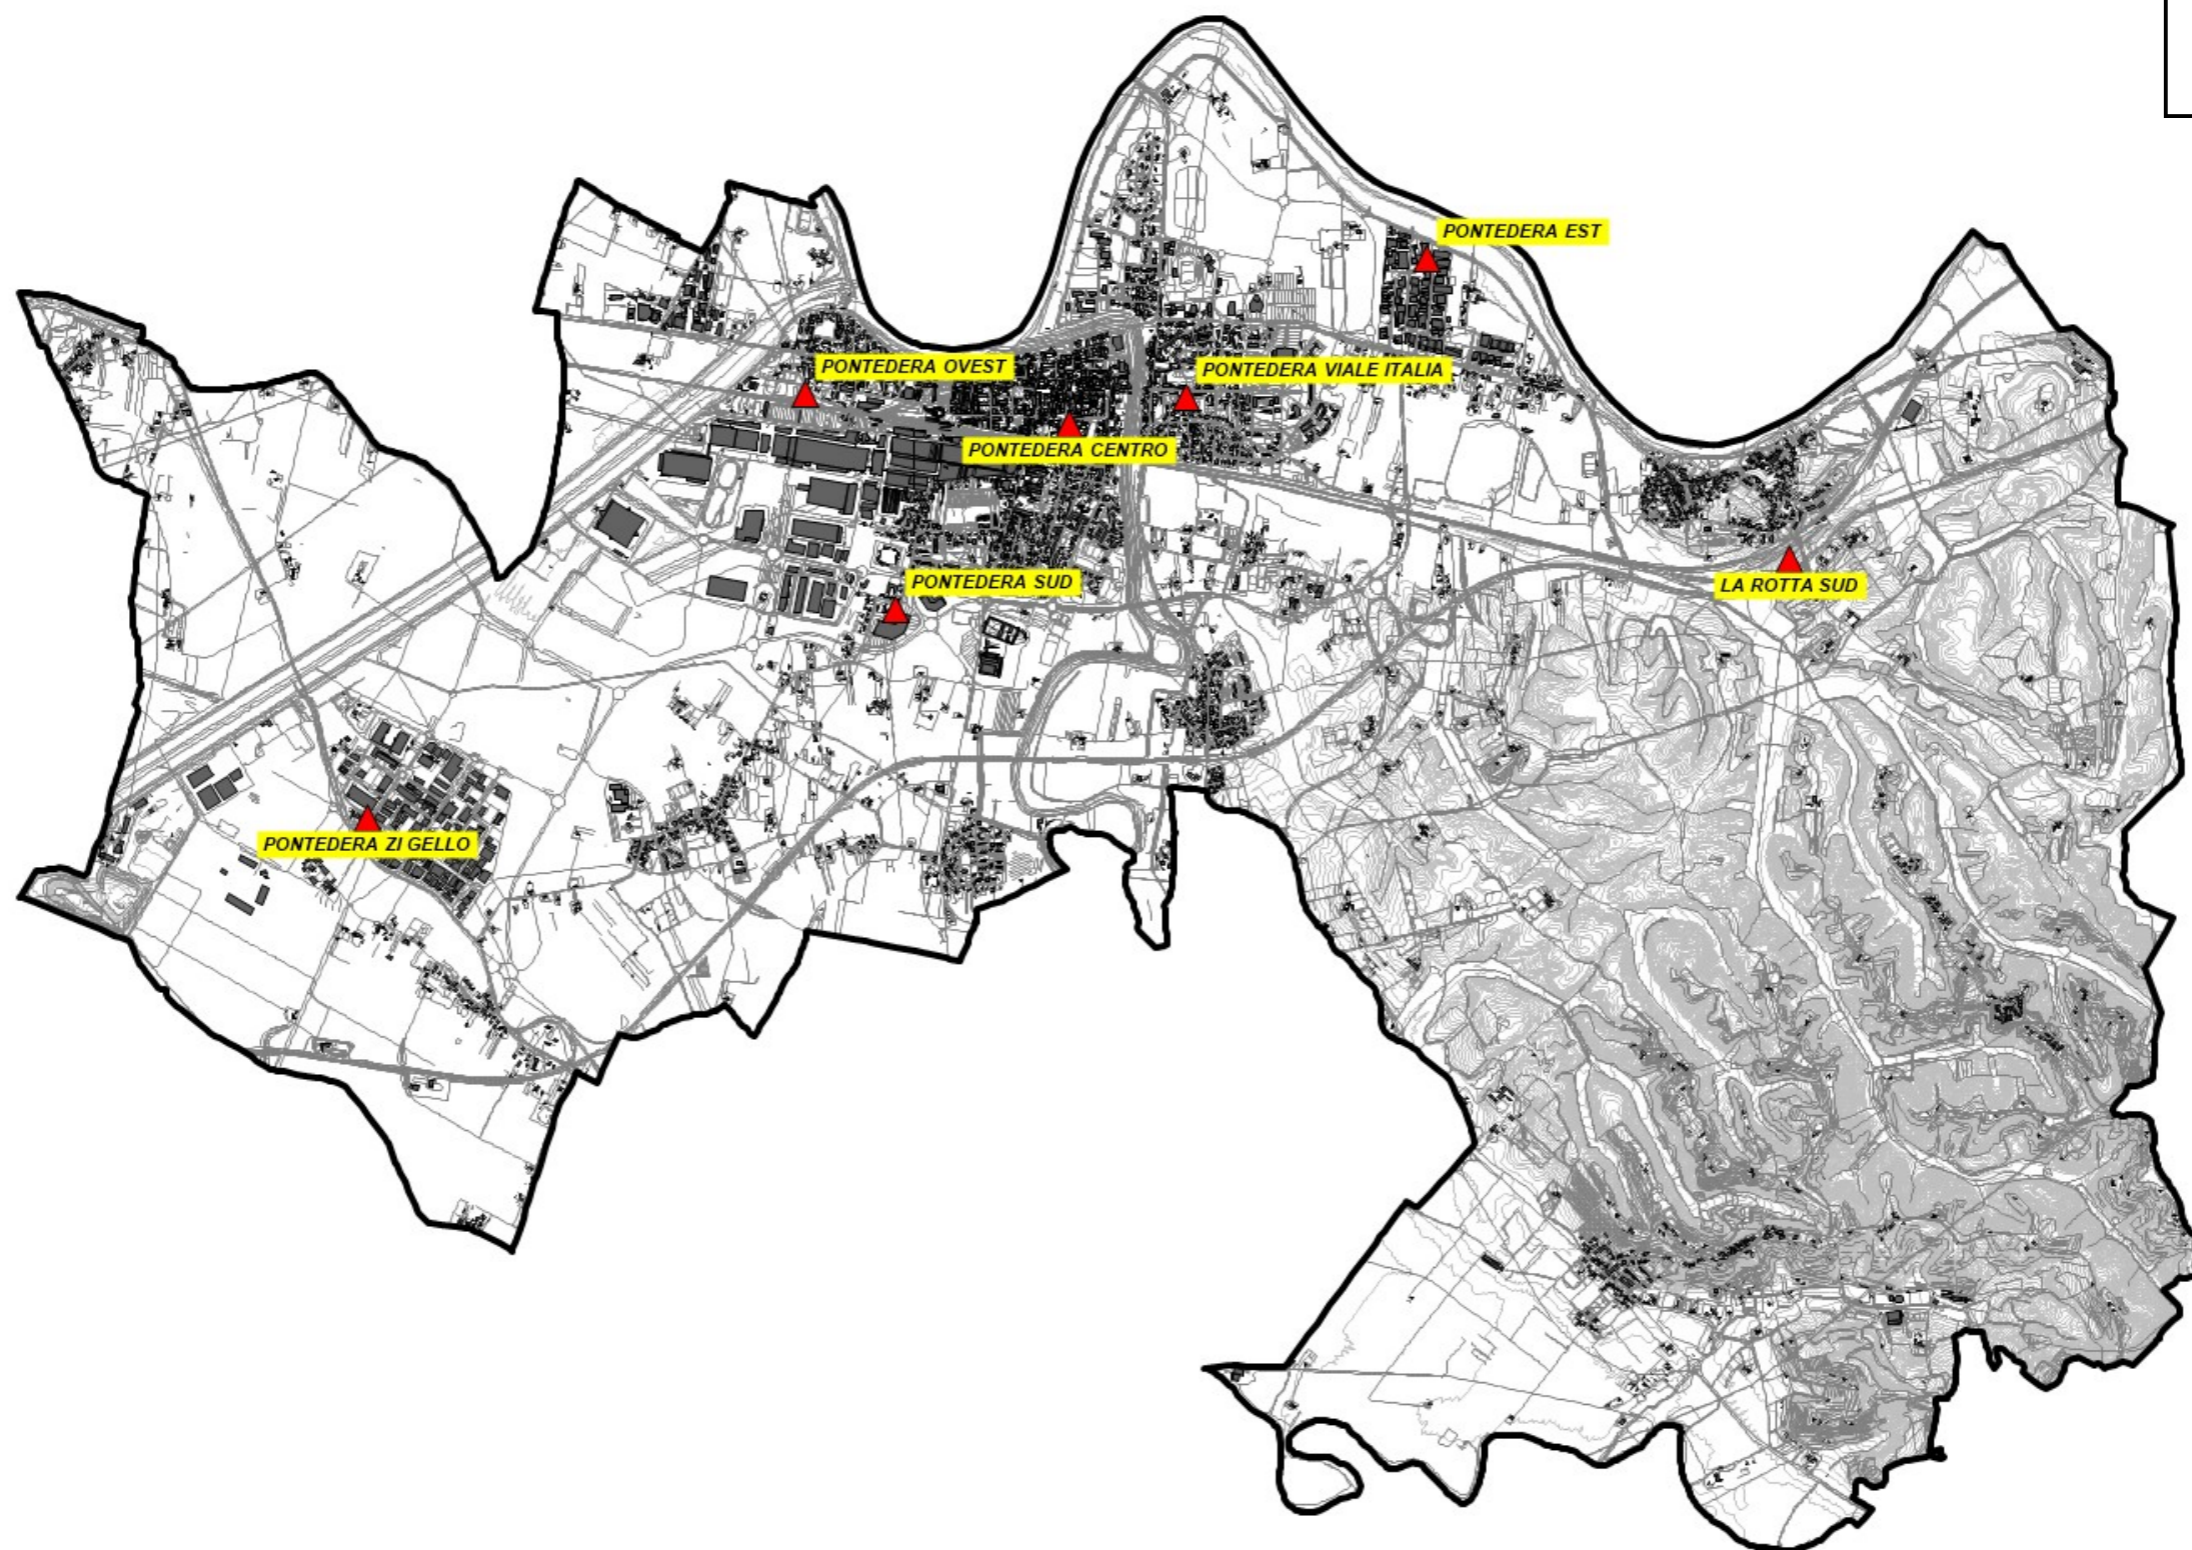 PONTEDERA EST
PONTEDERA OVEST
PONTEDERA VIALE ITALIA
PONTEDERA CENTRO
PONTEDERA SUD
LA ROTTA SUD
PONTEDERA ZI GELLO